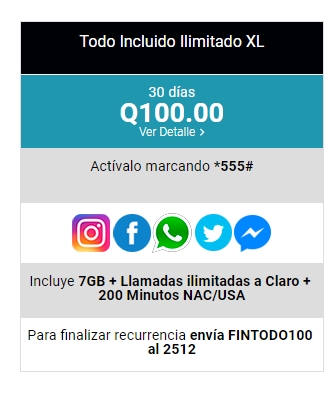 Todo Incluido Ilimitado XL
30 días
Q100.00
Ver Detalle >
Actívalo marcando *555#
Incluye 7GB + Llamadas ilimitadas a Claro +
200 Minutos NAC/USA
Para finalizar recurrencia envía FINTODO100
al 2512